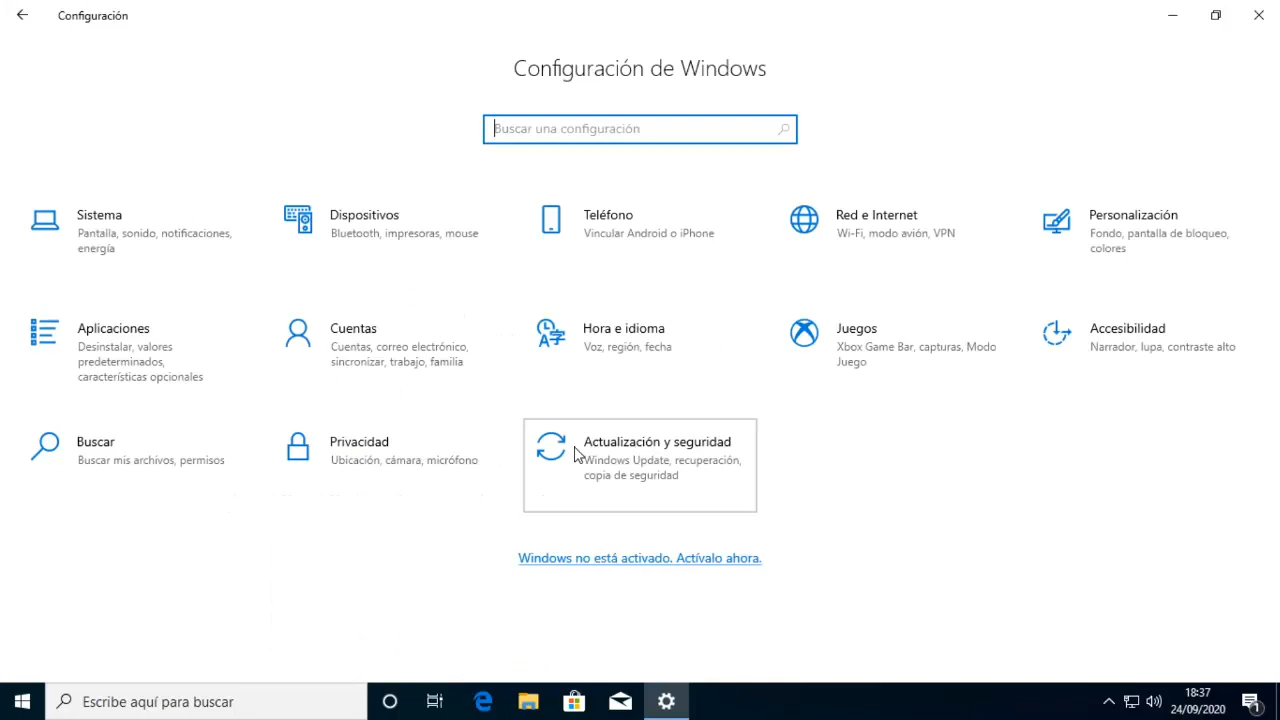 Configuración
Configuración de Windows
Buscar una configuración
Sistema
Pantalla, sonido, notificaciones,
energía
Dispositivos
Bluetooth, impresoras, mouse
Teléfono
Vincular Android o iPhone
Red e Internet
Wi-Fi, modo avión, VPN
Personalización
Fondo, pantalla de bloqueo,
colores
Aplicaciones
Desinstalar, valores
predeterminados,
características opcionales
Cuentas
Cuentas, correo electrónico,
sincronizar, trabajo, familia
Hora e idioma
Voz, región, fecha
Juegos
Xbox Game Bar, capturas, Modo
Juego
Accesibilidad
Narrador, lupa, contraste alto
Buscar
Buscar mis archivos, permisos
Privacidad
Ubicación, cámara, micrófono
Actualización y seguridad
Windows Update, recuperación,
copia de seguridad
Windows no está activado. Actívalo ahora.
Escribe aquí para buscar
18:37
24/09/2020
1